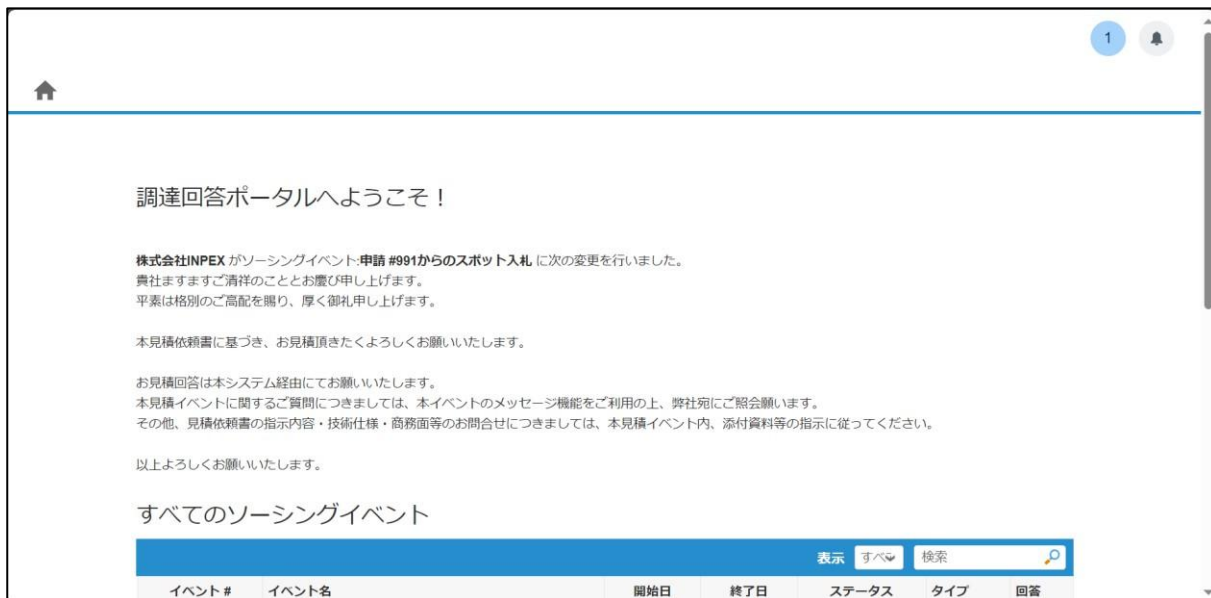 1
調達回答ポータルへようこそ！
株式会社INPEX がソーシングイベント:申請 #991からのスポット入札 に次の変更を行いました。
貴社ますますご清祥のこととお慶び申し上げます。
平素は格別のご高配を賜り、厚く御礼申し上げます。
本見積依頼書に基づき、お見積頂きたくよろしくお願いいたします。
お見積回答は本システム経由にてお願いいたします。
本見積イベントに関するご質問につきましては、本イベントのメッセージ機能をご利用の上、弊社宛にご照会願います。
その他、見積依頼書の指示内容・技術仕様・商務面等のお問合せにつきましては、本見積イベント内、添付資料等の指示に従ってください。
以上よろしくお願いいたします。
すべてのソーシングイベント
表示 すべ 検索
イベント # イベント名 開始日 終了日 ステータス タイプ 回答